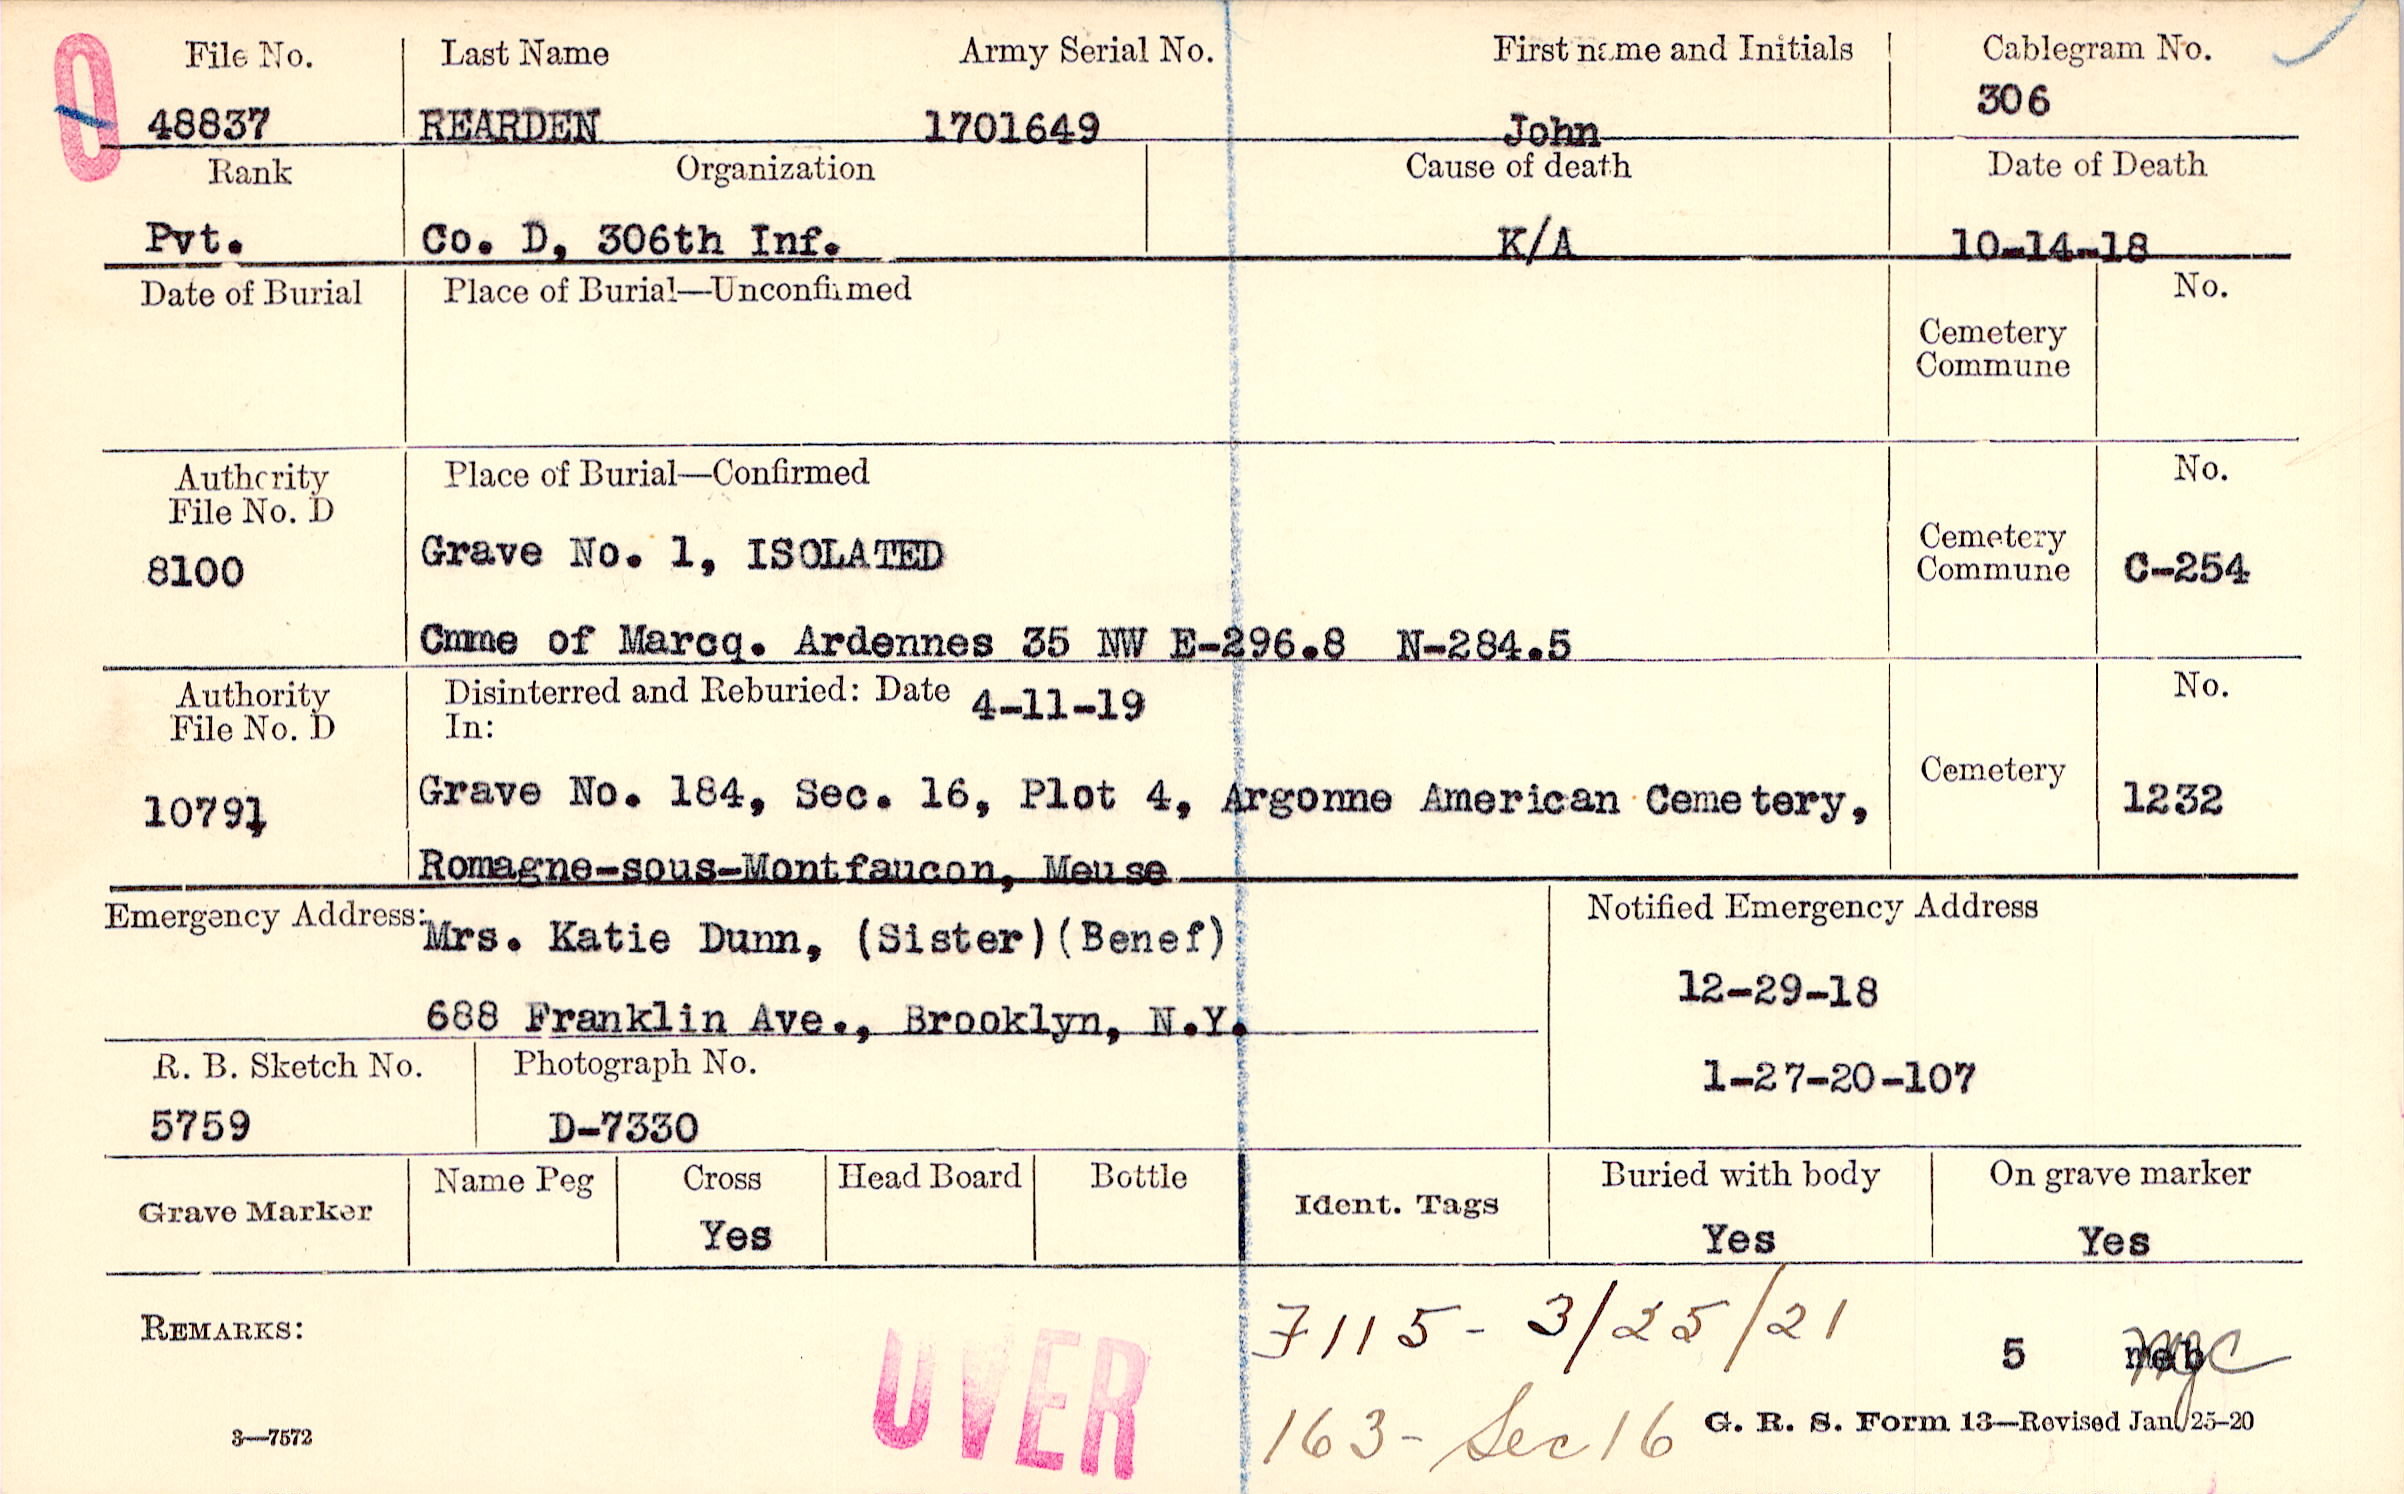 O
File No. Last Name Army Serial No. First name and Initials Cablegram No.
48837 REARDEN 1701649 John 306
Rank Organization Cause of death Date of Death
Pvt. Co. D, 306th Inf. K/A 10-14-18
Date of Burial Place of Burial—Unconfirmed No.
Cemetery
Commune
Authority Place of Burial—Confirmed No.
File No. D
8100 Grave No. 1, ISOLATED Cemetery
Commune C-254
Cmme of Marcq. Ardennes 35 NW E-296.8 N-284.5
Authority Disinterred and Reburied: Date 4-11-19 No.
File No. D In:
10791 Grave No. 184, Sec. 16, Plot 4, Argonne American Cemetery, Cemetery 1232
Romagne-sous-Montfaucon, Meuse
Emergency Address: Mrs. Katie Dunn, (Sister)(Benef) Notified Emergency Address
12-29-18
688 Franklin Ave., Brooklyn, N.Y.
R. B. Sketch No. Photograph No. 1-27-20-107
5759 D-7330
Grave Marker Name Peg Cross Head Board Bottle Ident. Tags Buried with body On grave marker
Yes Yes Yes
REMARKS: 7115 - 3/25/21
OVER 5
163 - Sec 16 G. R. S. Form 13—Revised Jan. 25-20
3—7572